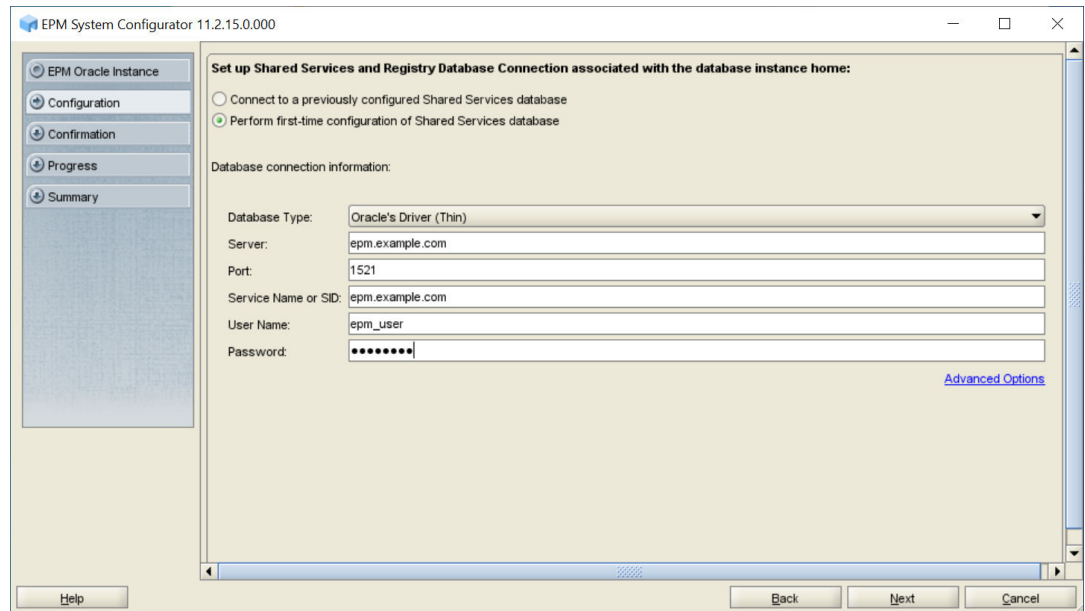 EPM System Configurator 11.2.15.0.000
EPM Oracle Instance
Configuration
Confirmation
Progress
Summary
Set up Shared Services and Registry Database Connection associated with the database instance home:
Connect to a previously configured Shared Services database
Perform first-time configuration of Shared Services database
Database connection information:
Database Type: Oracle's Driver (Thin)
Server: epm.example.com
Port: 1521
Service Name or SID: epm.example.com
User Name: epm_user
Password: ●●●●●●●●
Advanced Options
Help Back Next Cancel